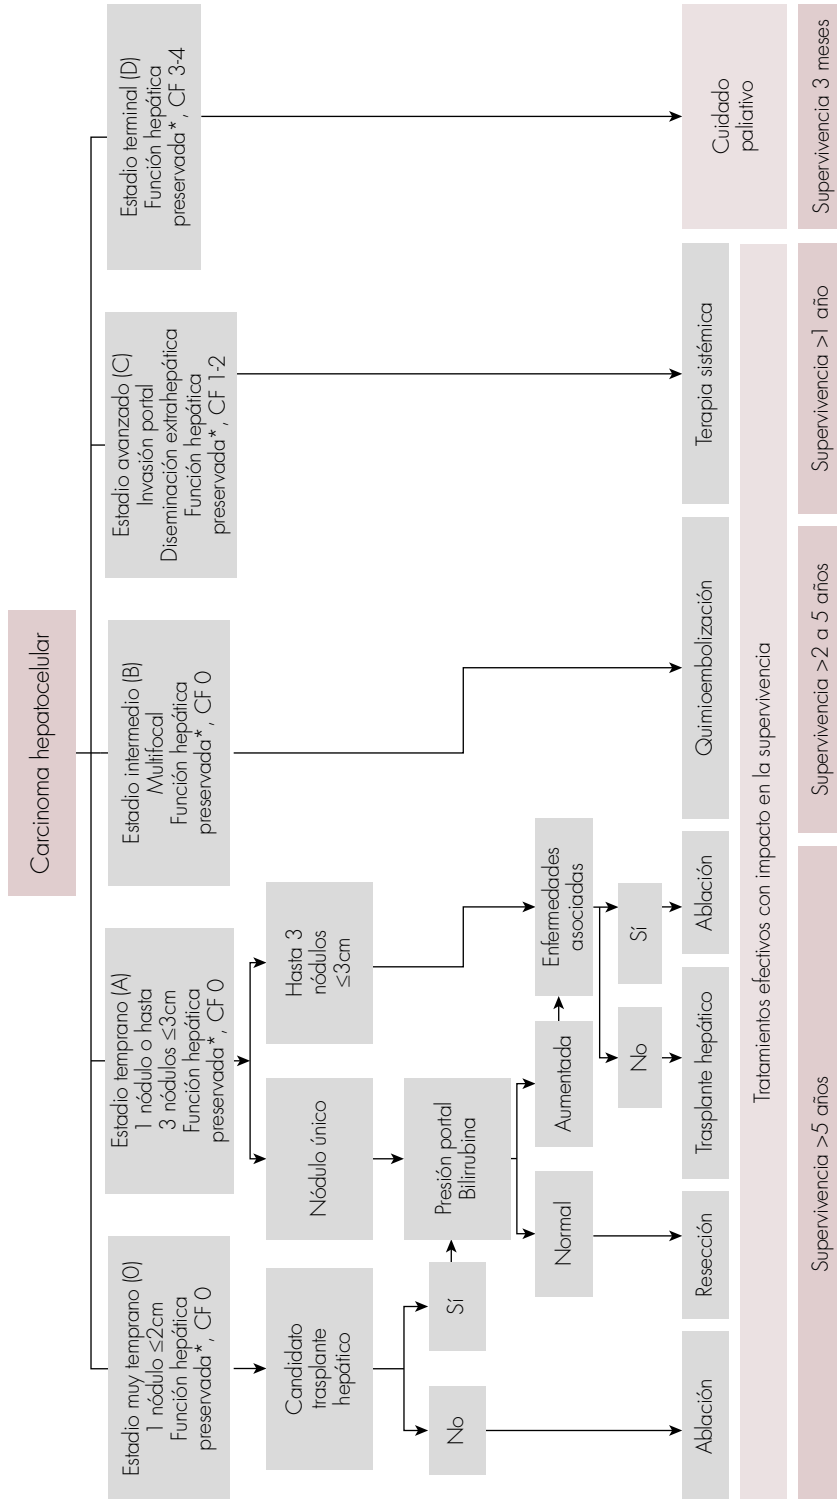 Carcinoma hepatocelular
Estadio muy temprano (0)
1 nódulo ≤2cm
Función hepática
preservada*, CF 0
Estadio temprano (A)
1 nódulo o hasta
3 nódulos ≤3cm
Función hepática
preservada*, CF 0
Estadio intermedio (B)
Multifocal
Función hepática
preservada*, CF 0
Estadio avanzado (C)
Invasión portal
Diseminación extrahepática
Función hepática
preservada*, CF 1-2
Estadio terminal (D)
Función hepática
preservada*, CF 3-4
Candidato
trasplante
hepático
Nódulo único
Hasta 3
nódulos
≤3cm
No
Sí
Presión portal
Bilirrubina
Normal
Aumentada
Enfermedades
asociadas
No
Sí
Ablación
Resección
Trasplante hepático
Ablación
Quimioembolización
Terapia sistémica
Cuidado
paliativo
Tratamientos efectivos con impacto en la supervivencia
Supervivencia >5 años
Supervivencia >2 a 5 años
Supervivencia >1 año
Supervivencia 3 meses